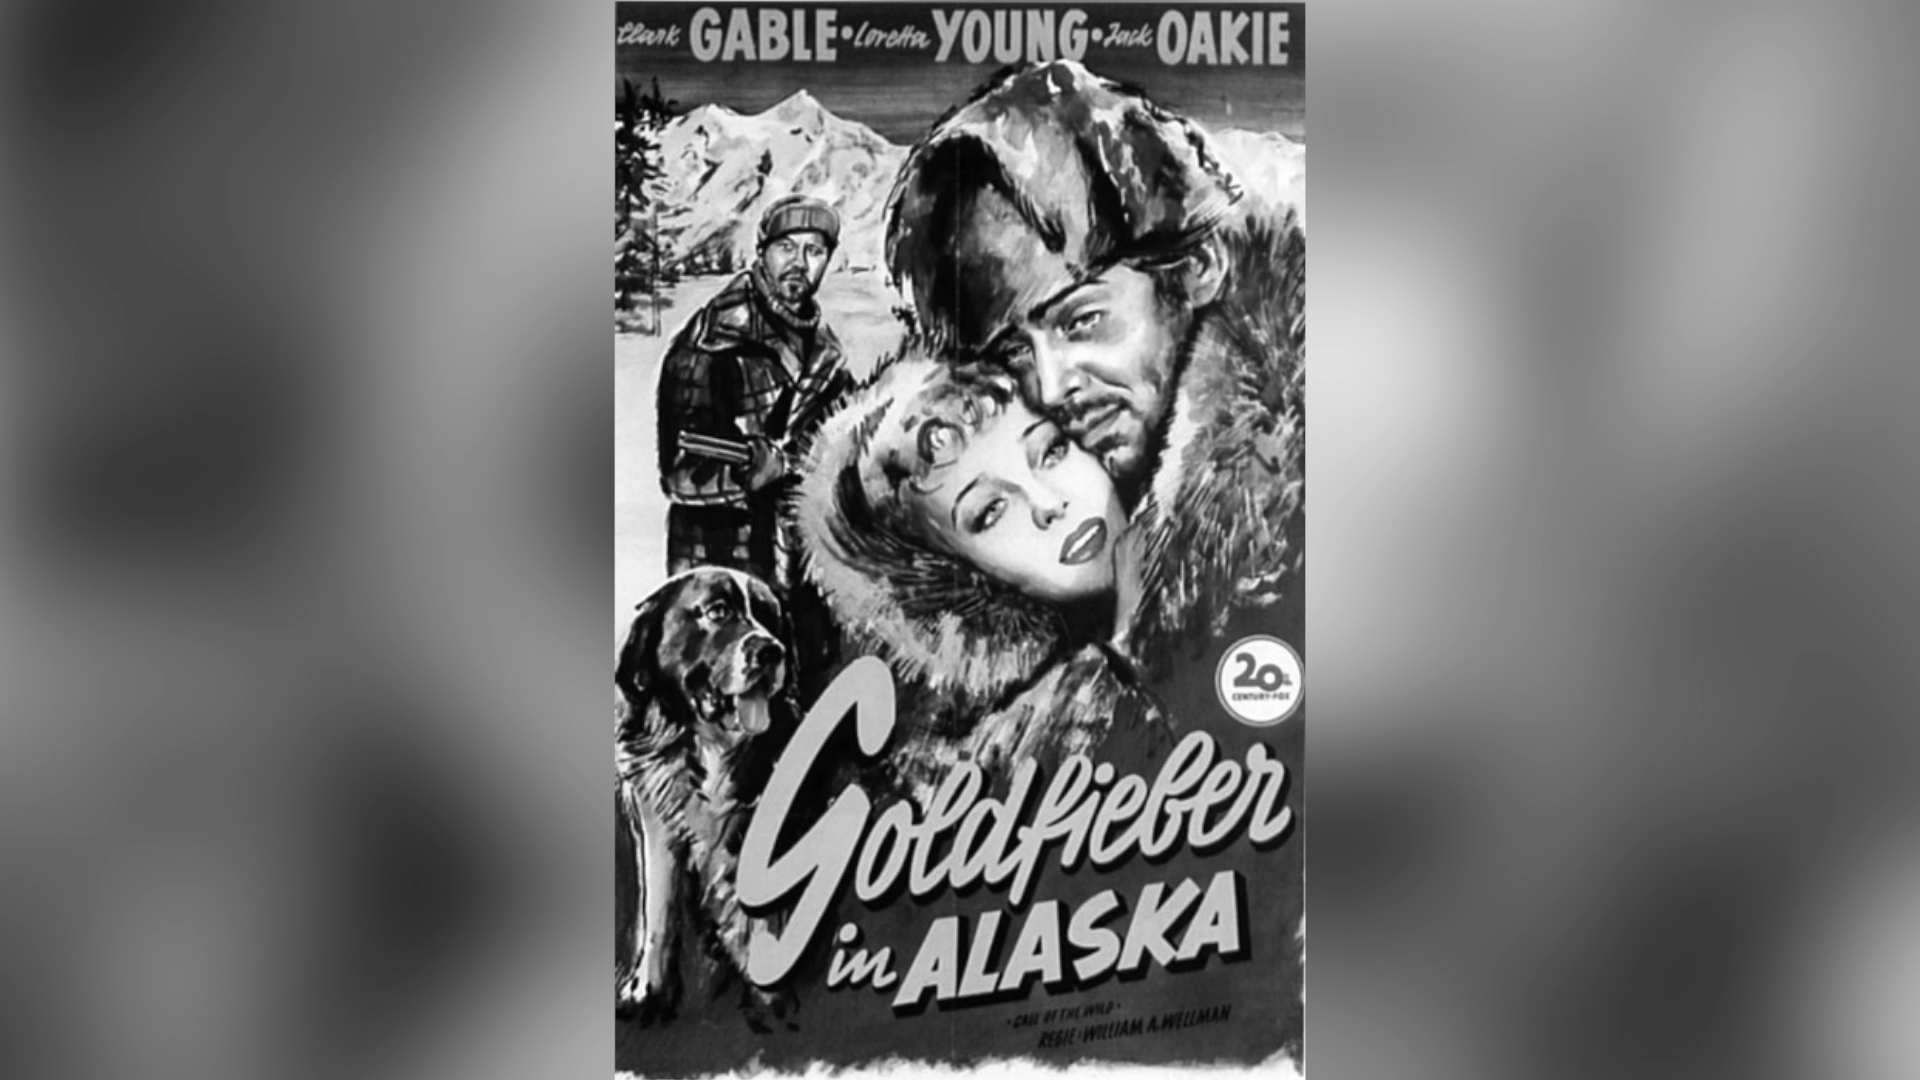 Clark GABLE • Loretta YOUNG • Jack OAKIE
20th
CENTURY-FOX
Goldfieber
in ALASKA
• CALL OF THE WILD •
REGIE: WILLIAM A. WELLMAN